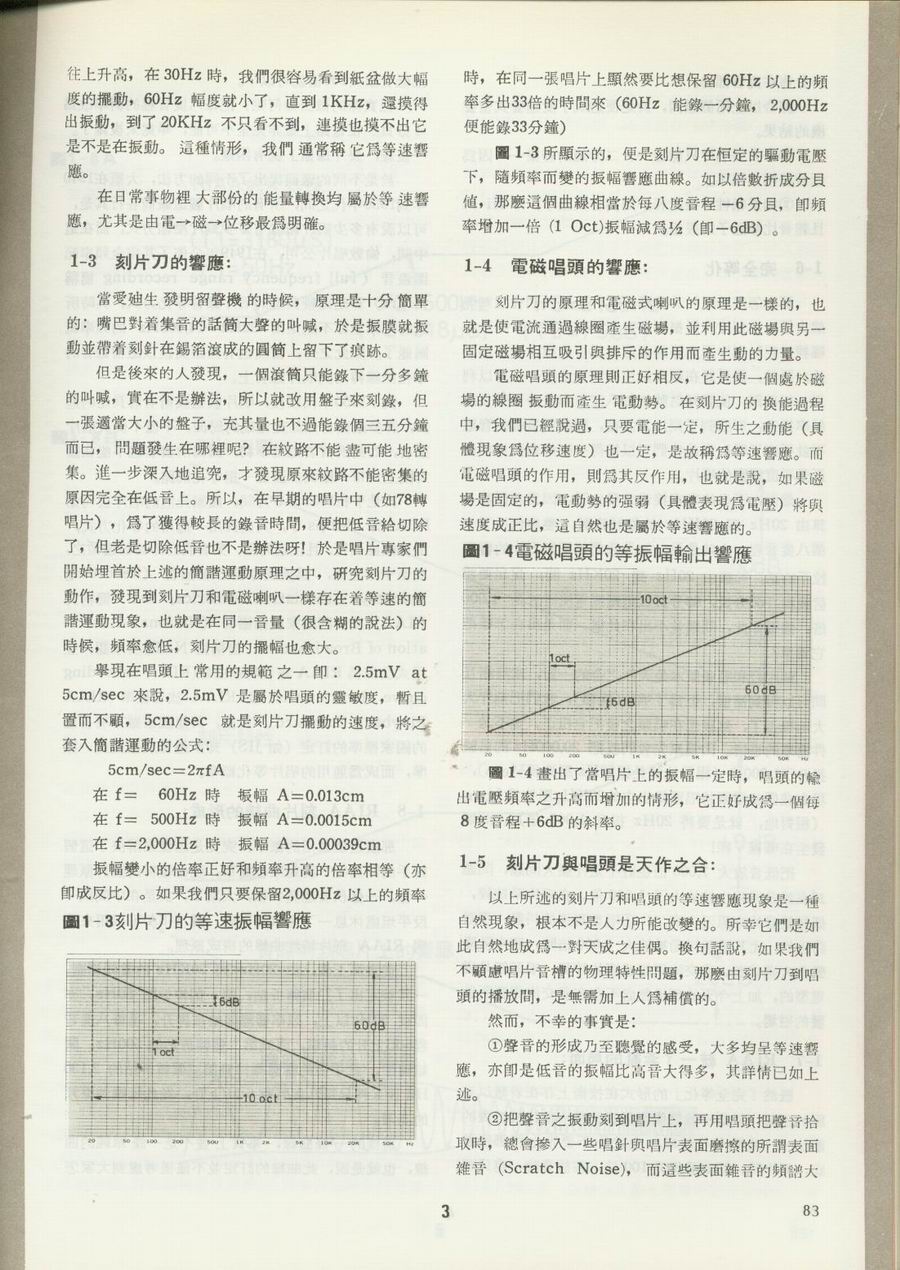 往上升高，在 30Hz 時，我們很容易看到紙盆做大幅
度的擺動，60Hz 幅度就小了，直到 1KHz，還摸得
出振動，到了 20KHz 不只看不到，連摸也摸不出它
是不是在振動。 這種情形， 我們 通常稱 它爲等速響
應。
在日常事物裡 大部份的 能量轉換均 屬於等 速響
應，尤其是由電→磁→位移最爲明確。
1-3 刻片刀的響應：
當愛迪生 發明留聲機 的時候， 原理是十分 簡單
的：嘴巴對着集音的話筒大聲的叫喊，於是振膜就振
動並帶着刻針在錫箔滾成的圓筒上留下了痕跡。
但是後來的人發現，一個滾筒只能錄下一分多鐘
的叫喊，實在不是辦法，所以就改用盤子來刻錄，但
一張適當大小的盤子，充其量也不過能錄個三五分鐘
而已， 問題發生在哪裡呢？ 在紋路不能 盡可能 地密
集。進一步深入地追究，才發現原來紋路不能密集的
原因完全在低音上。所以，在早期的唱片中（如78轉
唱片），爲了獲得較長的錄音時間，便把低音給切除
了，但老是切除低音也不是辦法呀！於是唱片專家們
開始埋首於上述的簡諧運動原理之中，研究刻片刀的
動作，發現到刻片刀和電磁喇叭一樣存在着等速的簡
諧運動現象，也就是在同一音量（很含糊的說法）的
時候，頻率愈低，刻片刀的擺幅也愈大。
舉現在唱頭上 常用的規範 之一 卽： 2.5mV at
5cm/sec 來說，2.5mV 是屬於唱頭的靈敏度，暫且
置而不顧， 5cm/sec 就是刻片刀擺動的速度，將之
套入簡諧運動的公式：
5cm/sec=2πfA
在 f= 60Hz 時 振幅 A=0.013cm
在 f= 500Hz 時 振幅 A=0.0015cm
在 f=2,000Hz 時 振幅 A=0.00039cm
振幅變小的倍率正好和頻率升高的倍率相等（亦
卽成反比）。如果我們只要保留2,000Hz 以上的頻率
圖1-3刻片刀的等速振幅響應
6dB
60dB
1 oct
10 oct
20 50 100 200 500 1K 2K 5K 10K 20K 50K Hz
時，在同一張唱片上顯然要比想保留 60Hz 以上的頻
率多出33倍的時間來（60Hz 能錄一分鐘， 2,000Hz
便能錄33分鐘）
圖 1-3 所顯示的，便是刻片刀在恒定的驅動電壓
下，隨頻率而變的振幅響應曲線。如以倍數折成分貝
値，那麼這個曲線相當於每八度音程 −6 分貝，卽頻
率增加一倍（1 Oct)振幅減爲½（卽−6dB）。
1-4 電磁唱頭的響應：
刻片刀的原理和電磁式喇叭的原理是一樣的，也
就是使電流通過線圈產生磁場，並利用此磁場與另一
固定磁場相互吸引與排斥的作用而產生動的力量。
電磁唱頭的原理則正好相反，它是使一個處於磁
場的線圈 振動而產生 電動勢。 在刻片刀的 換能過程
中，我們已經說過，只要電能一定，所生之動能（具
體現象爲位移速度）也一定，是故稱爲等速響應。而
電磁唱頭的作用，則爲其反作用，也就是說，如果磁
場是固定的，電動勢的强弱（具體表現爲電壓）將與
速度成正比，這自然也是屬於等速響應的。
圖1-4電磁唱頭的等振幅輸出響應
10oct
1oct
6dB
60dB
20 50 100 200 500 1K 2K 5K 10K 20K 50K Hz
圖 1-4 畫出了當唱片上的振幅一定時，唱頭的輸
出電壓頻率之升高而增加的情形，它正好成爲一個每
8 度音程＋6dB 的斜率。
1-5 刻片刀與唱頭是天作之合：
以上所述的刻片刀和唱頭的等速響應現象是一種
自然現象，根本不是人力所能改變的。所幸它們是如
此自然地成爲一對天成之佳偶。換句話說，如果我們
不顧慮唱片音槽的物理特性問題，那麼由刻片刀到唱
頭的播放間，是無需加上人爲補償的。
然而，不幸的事實是：
①聲音的形成乃至聽覺的感受，大多均呈等速響
應，亦卽是低音的振幅比高音大得多，其詳情已如上
述。
②把聲音之振動刻到唱片上，再用唱頭把聲音拾
取時，總會摻入一些唱針與唱片表面磨擦的所謂表面
雜音 (Scratch Noise)， 而這些表面雜音的頻譜大
3
83